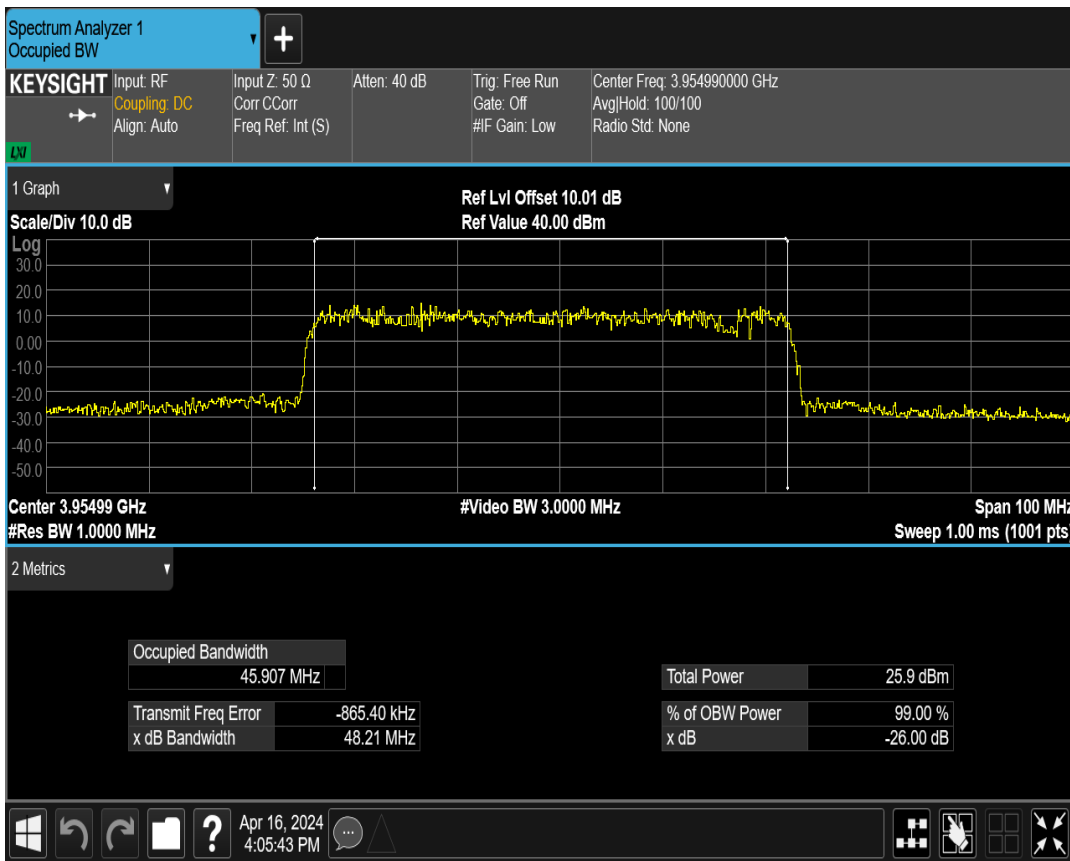 Spectrum Analyzer 1
Occupied BW
KEYSIGHT
LXI
Input: RF
Coupling: DC
Align: Auto
Input Z: 50 Ω
Corr CCorr
Freq Ref: Int (S)
Atten: 40 dB
Trig: Free Run
Gate: Off
#IF Gain: Low
Center Freq: 3.954990000 GHz
Avg|Hold: 100/100
Radio Std: None
1 Graph
Ref Lvl Offset 10.01 dB
Scale/Div 10.0 dB
Ref Value 40.00 dBm
Log
30.0
20.0
10.0
0.00
-10.0
-20.0
-30.0
-40.0
-50.0
Center 3.95499 GHz
#Video BW 3.0000 MHz
Span 100 MHz
#Res BW 1.0000 MHz
Sweep 1.00 ms (1001 pts)
2 Metrics
Occupied Bandwidth
45.907 MHz
Total Power 25.9 dBm
Transmit Freq Error -865.40 kHz
% of OBW Power 99.00 %
x dB Bandwidth 48.21 MHz
x dB -26.00 dB
?
Apr 16, 2024
4:05:43 PM